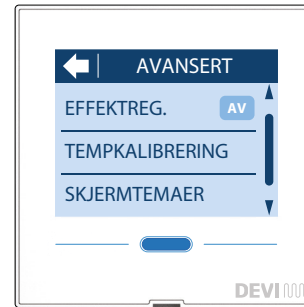 AVANSERT
EFFEKTREG. AV
TEMPKALIBRERING
SKJERMTEMAER
DEVI